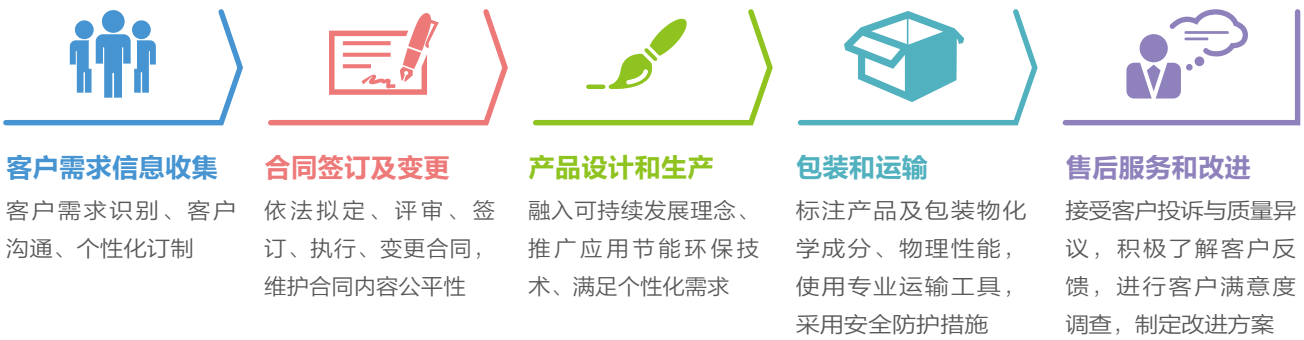 客户需求信息收集
客户需求识别、客户
沟通、个性化订制
合同签订及变更
依法拟定、评审、签
订、执行、变更合同，
维护合同内容公平性
产品设计和生产
融入可持续发展理念、
推广应用节能环保技
术、满足个性化需求
包装和运输
标注产品及包装物化
学成分、物理性能，
使用专业运输工具，
采用安全防护措施
售后服务和改进
接受客户投诉与质量异
议，积极了解客户反
馈，进行客户满意度
调查，制定改进方案